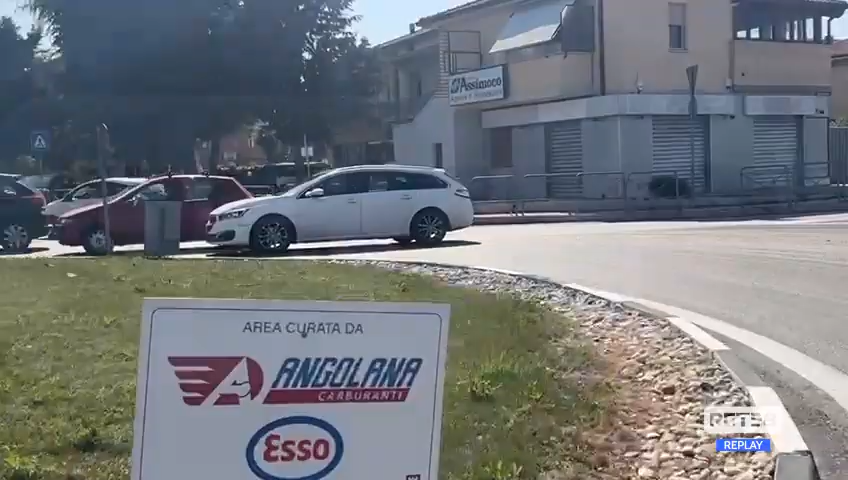 Assimoco
AREA CURATA DA
ANGOLANA
CARBURANTI
Esso
RETE8
REPLAY